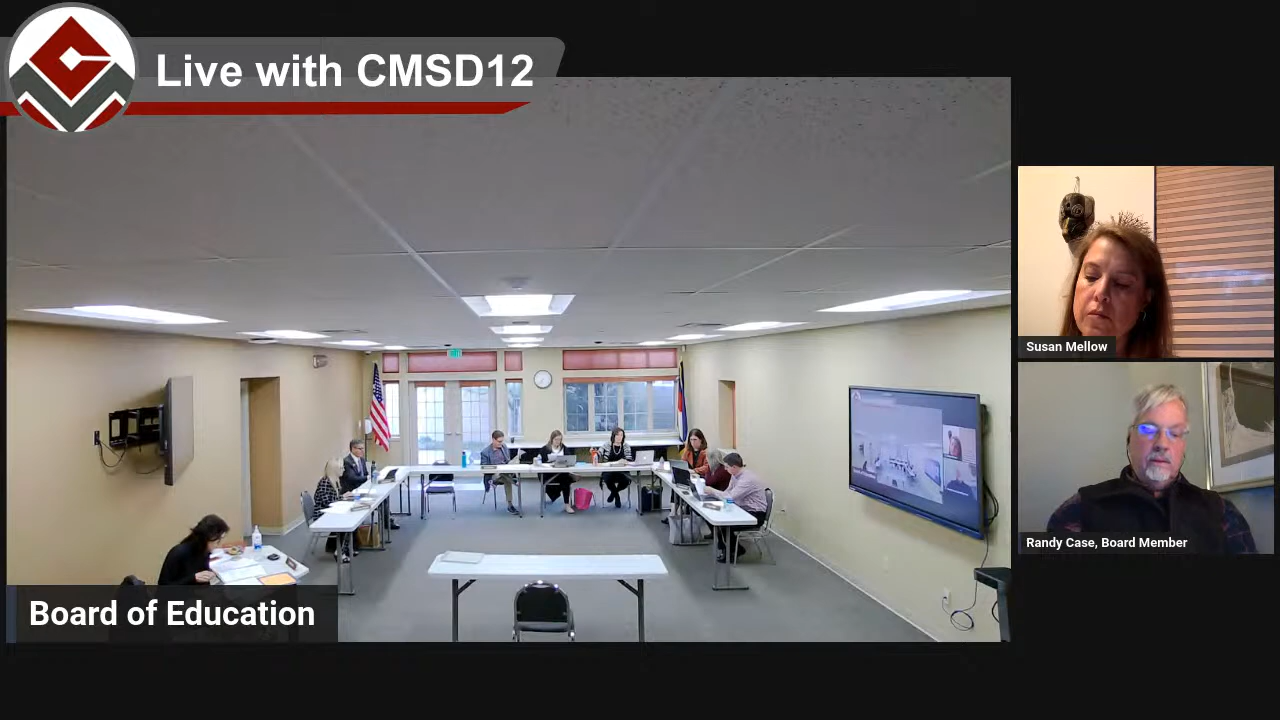 Live with CMSD12
Susan Mellow
Randy Case, Board Member
Board of Education